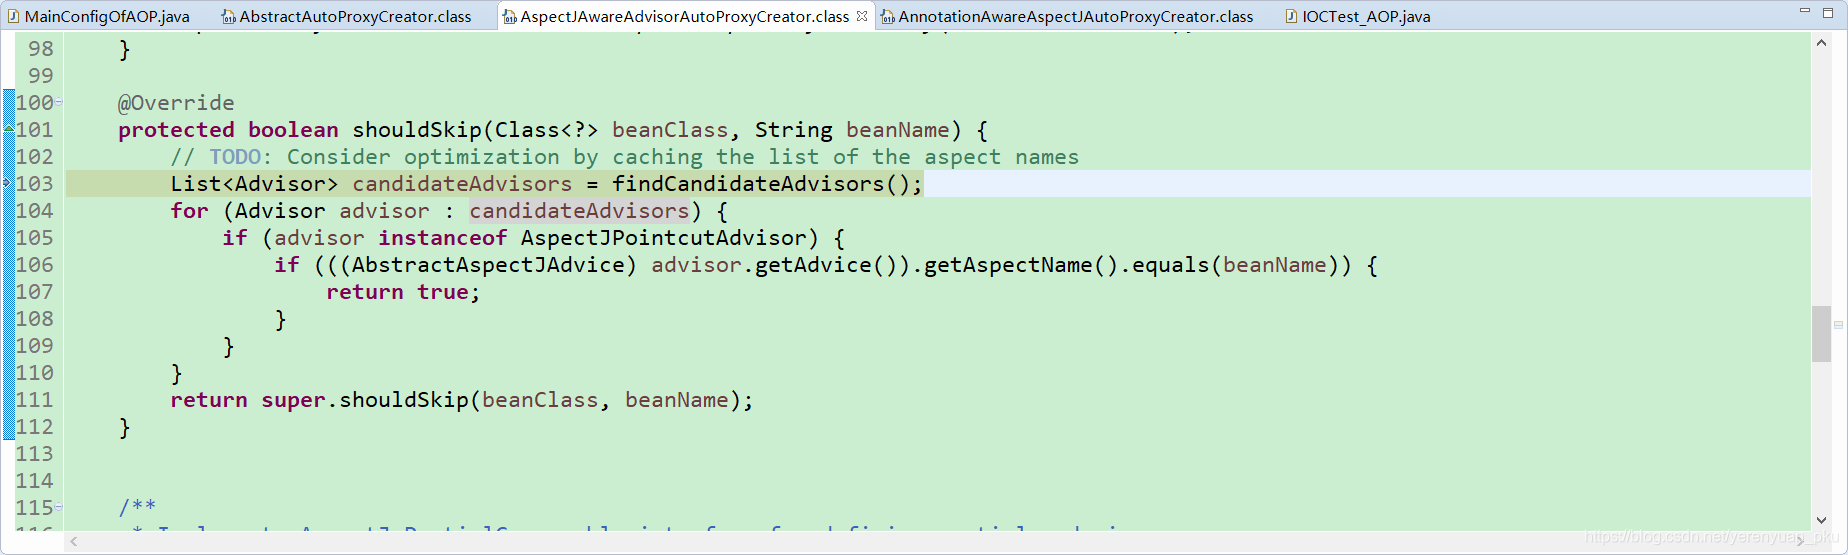 MainConfigOfAOP.java AbstractAutoProxyCreator.class AspectJAwareAdvisorAutoProxyCreator.class AnnotationAwareAspectJAutoProxyCreator.class IOCTest_AOP.java
98 }
99
100 @Override
101 protected boolean shouldSkip(Class<?> beanClass, String beanName) {
102 // TODO: Consider optimization by caching the list of the aspect names
103 List<Advisor> candidateAdvisors = findCandidateAdvisors();
104 for (Advisor advisor : candidateAdvisors) {
105 if (advisor instanceof AspectJPointcutAdvisor) {
106 if (((AbstractAspectJAdvice) advisor.getAdvice()).getAspectName().equals(beanName)) {
107 return true;
108 }
109 }
110 }
111 return super.shouldSkip(beanClass, beanName);
112 }
113
114
115 /**
https://blog.csdn.net/yerenyuan_pku